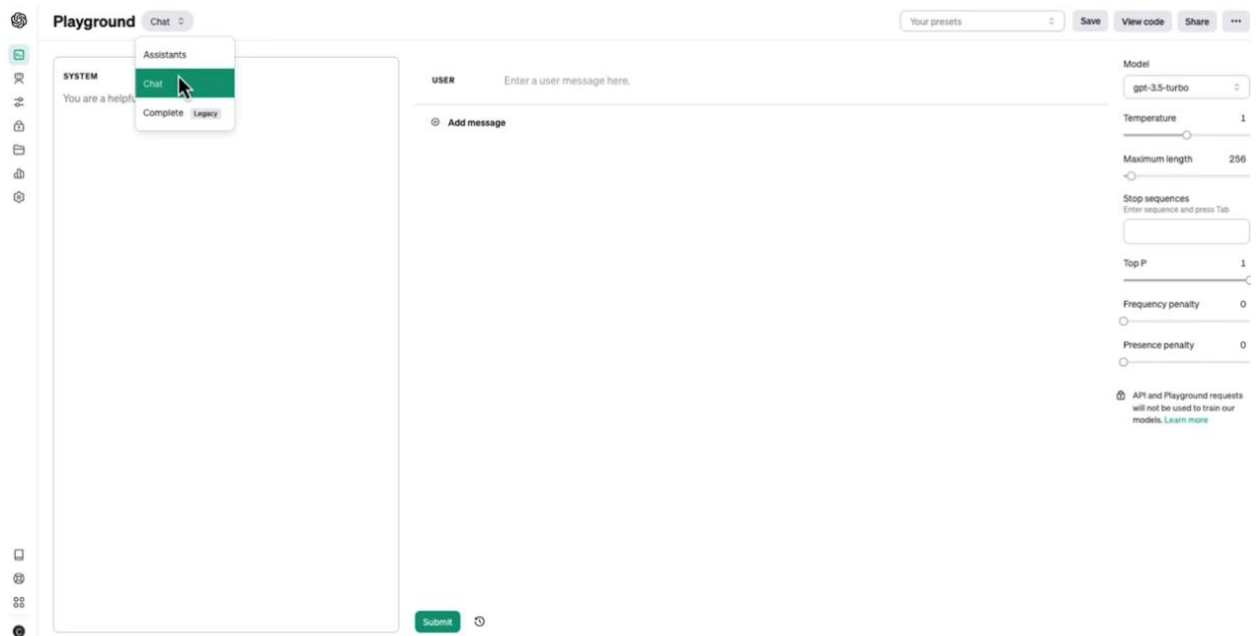 Playground
Chat
Your presets
Save
View code
Share
Assistants
Chat
Complete Legacy
SYSTEM
You are a helpfu
USER
Enter a user message here.
Add message
Model
gpt-3.5-turbo
Temperature 1
Maximum length 256
Stop sequences
Enter sequence and press Tab
Top P 1
Frequency penalty 0
Presence penalty 0
API and Playground requests
will not be used to train our
models. Learn more
Submit
C